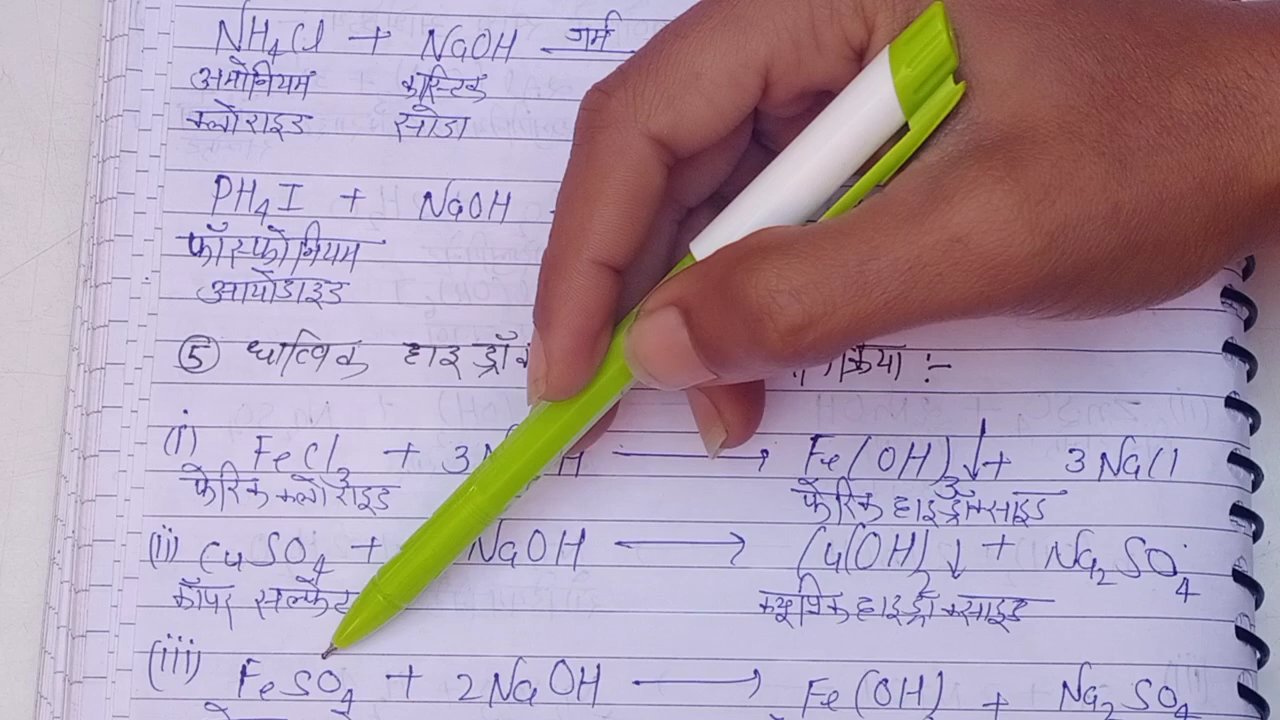 NH₄Cl + NaOH गर्म
अमोनियम कास्टिक
क्लोराइड सोडा
PH₄I + NaOH
फॉस्फोनियम
आयोडाइड
⑤ धात्विक हाइड्रॉ क्रिया :-
(i) FeCl₃ + 3 NaOH ⟶ Fe(OH)₃↓ + 3NaCl
फेरिक क्लोराइड फेरिक हाइड्रॉक्साइड
(ii) CuSO₄ + NaOH ⟶ Cu(OH)₂↓ + Na₂SO₄
कॉपर सल्फेट क्यूप्रिक हाइड्रॉक्साइड
(iii) FeSO₄ + 2NaOH ⟶ Fe(OH) + Na₂SO₄